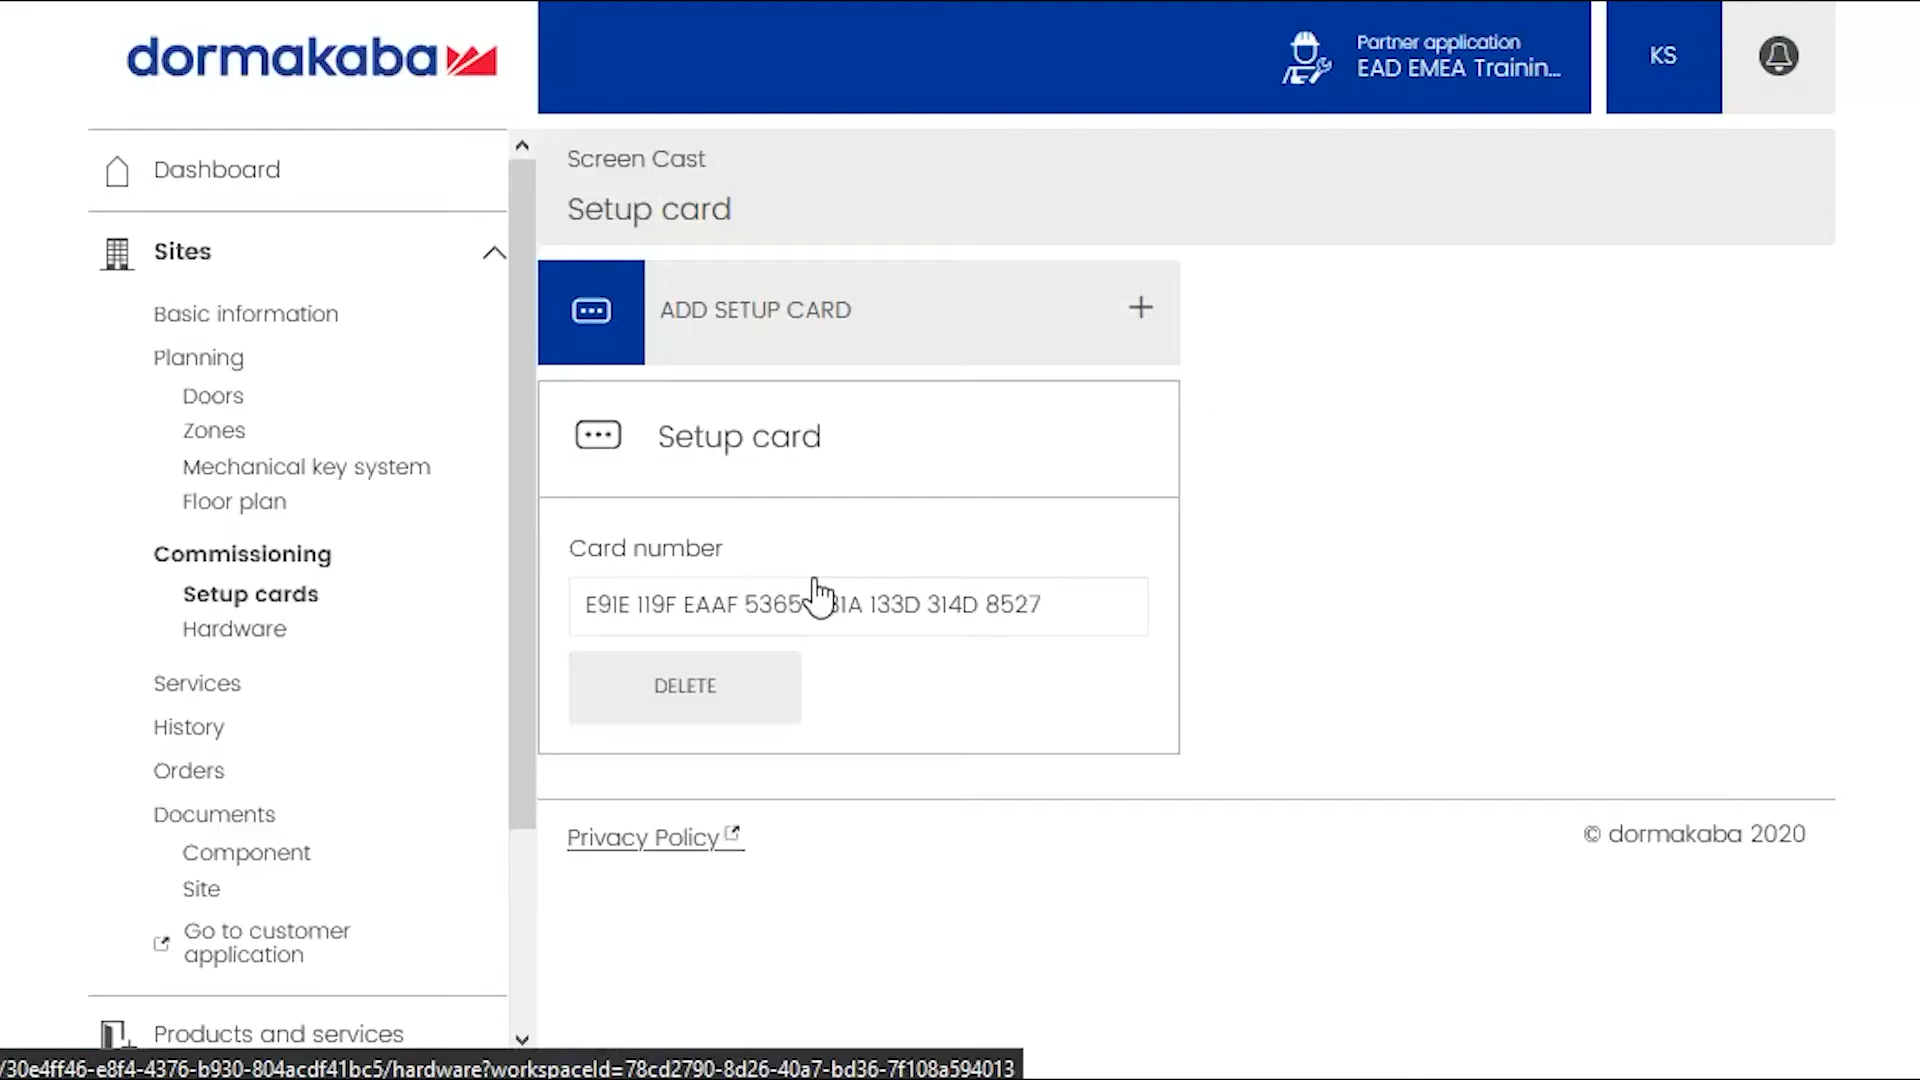 dormakaba
Partner application
EAD EMEA Trainin...
KS
Dashboard
Sites
Basic information
Planning
Doors
Zones
Mechanical key system
Floor plan
Commissioning
Setup cards
Hardware
Services
History
Orders
Documents
Component
Site
Go to customer
application
Products and services
Screen Cast
Setup card
ADD SETUP CARD
Setup card
Card number
E91E 119F EAAF 5365 1A 133D 314D 8527
DELETE
Privacy Policy
© dormakaba 2020
/30e4ff46-e8f4-4376-b930-804acdf41bc5/hardware?workspaceId=78cd2790-8d26-40a7-bd36-7f108a594013